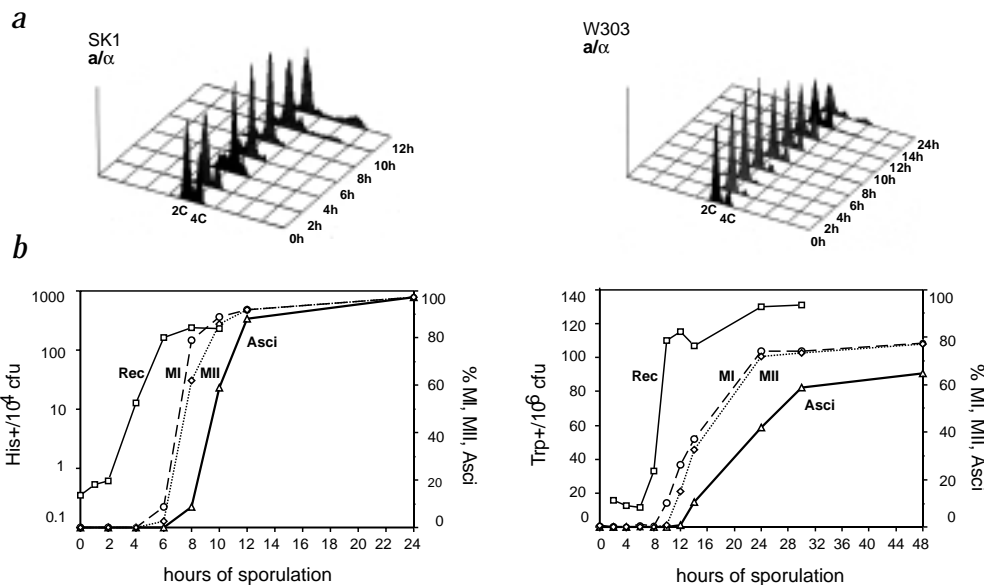 a
SK1
a/α
2C 4C
0h 2h 4h 6h 8h 10h 12h
W303
a/α
2C 4C
0h 2h 4h 6h 8h 10h 12h 14h 24h
b
His+/10^4 cfu
1000
100
10
1
0.1
Rec MI MII Asci
100
80
60
40
20
0
% MI, MII, Asci
0 2 4 6 8 10 12 14 16 18 20 22 24
hours of sporulation
Trp+/10^6 cfu
140
120
100
80
60
40
20
0
Rec MI MII Asci
100
80
60
40
20
0
% MI, MII, Asci
0 4 8 12 16 20 24 28 32 36 40 44 48
hours of sporulation